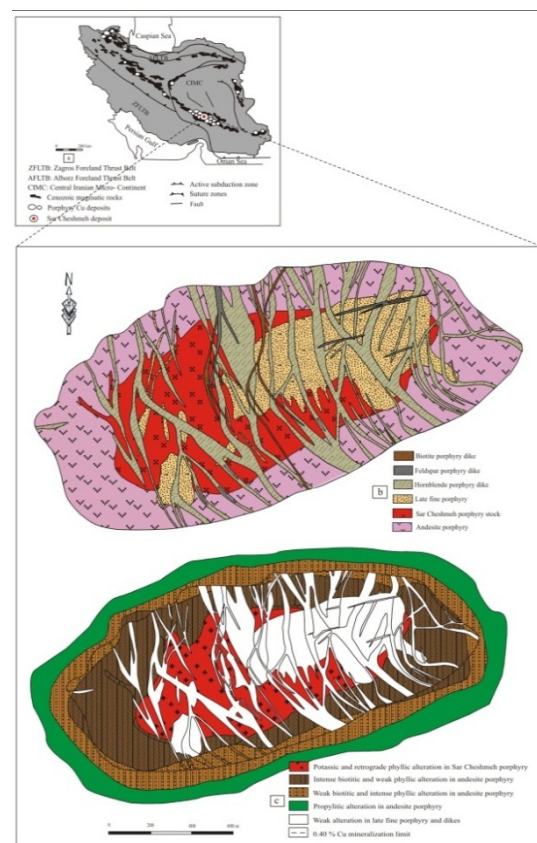 Caspian Sea
AFLTB
CIMC
ZFLTB
Persian Gulf
Oman Sea
a
ZFLTB: Zagros Foreland Thrust Belt
AFLTB: Alborz Foreland Thrust Belt
CIMC: Central Iranian Micro- Continent
Cenozoic magmatic rocks
Porphyry Cu deposits
Sar Cheshmeh deposit
Active subduction zone
Suture zones
Fault
N
Biotite porphyry dike
Feldspar porphyry dike
Hornblende porphyry dike
b
Late fine porphyry
Sar Cheshmeh porphyry stock
Andesite porphyry
Potassic and retrograde phyllic alteration in Sar Cheshmeh porphyry
Intense biotitic and weak phyllic alteration in andesite porphyry
Weak biotitic and intense phyllic alteration in andesite porphyry
c
Propylitic alteration in andesite porphyry
Weak alteration in late fine porphyry and dikes
0.40 % Cu mineralization limit
0 200 400 600 m